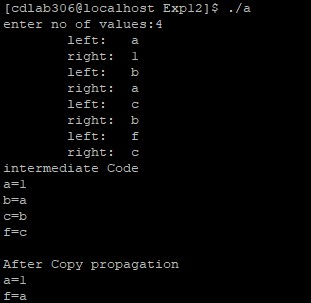 [cdlab306@localhost Exp12]$ ./a
enter no of values:4
left: a
right: 1
left: b
right: a
left: c
right: b
left: f
right: c
intermediate Code
a=1
b=a
c=b
f=c
After Copy propagation
a=1
f=a